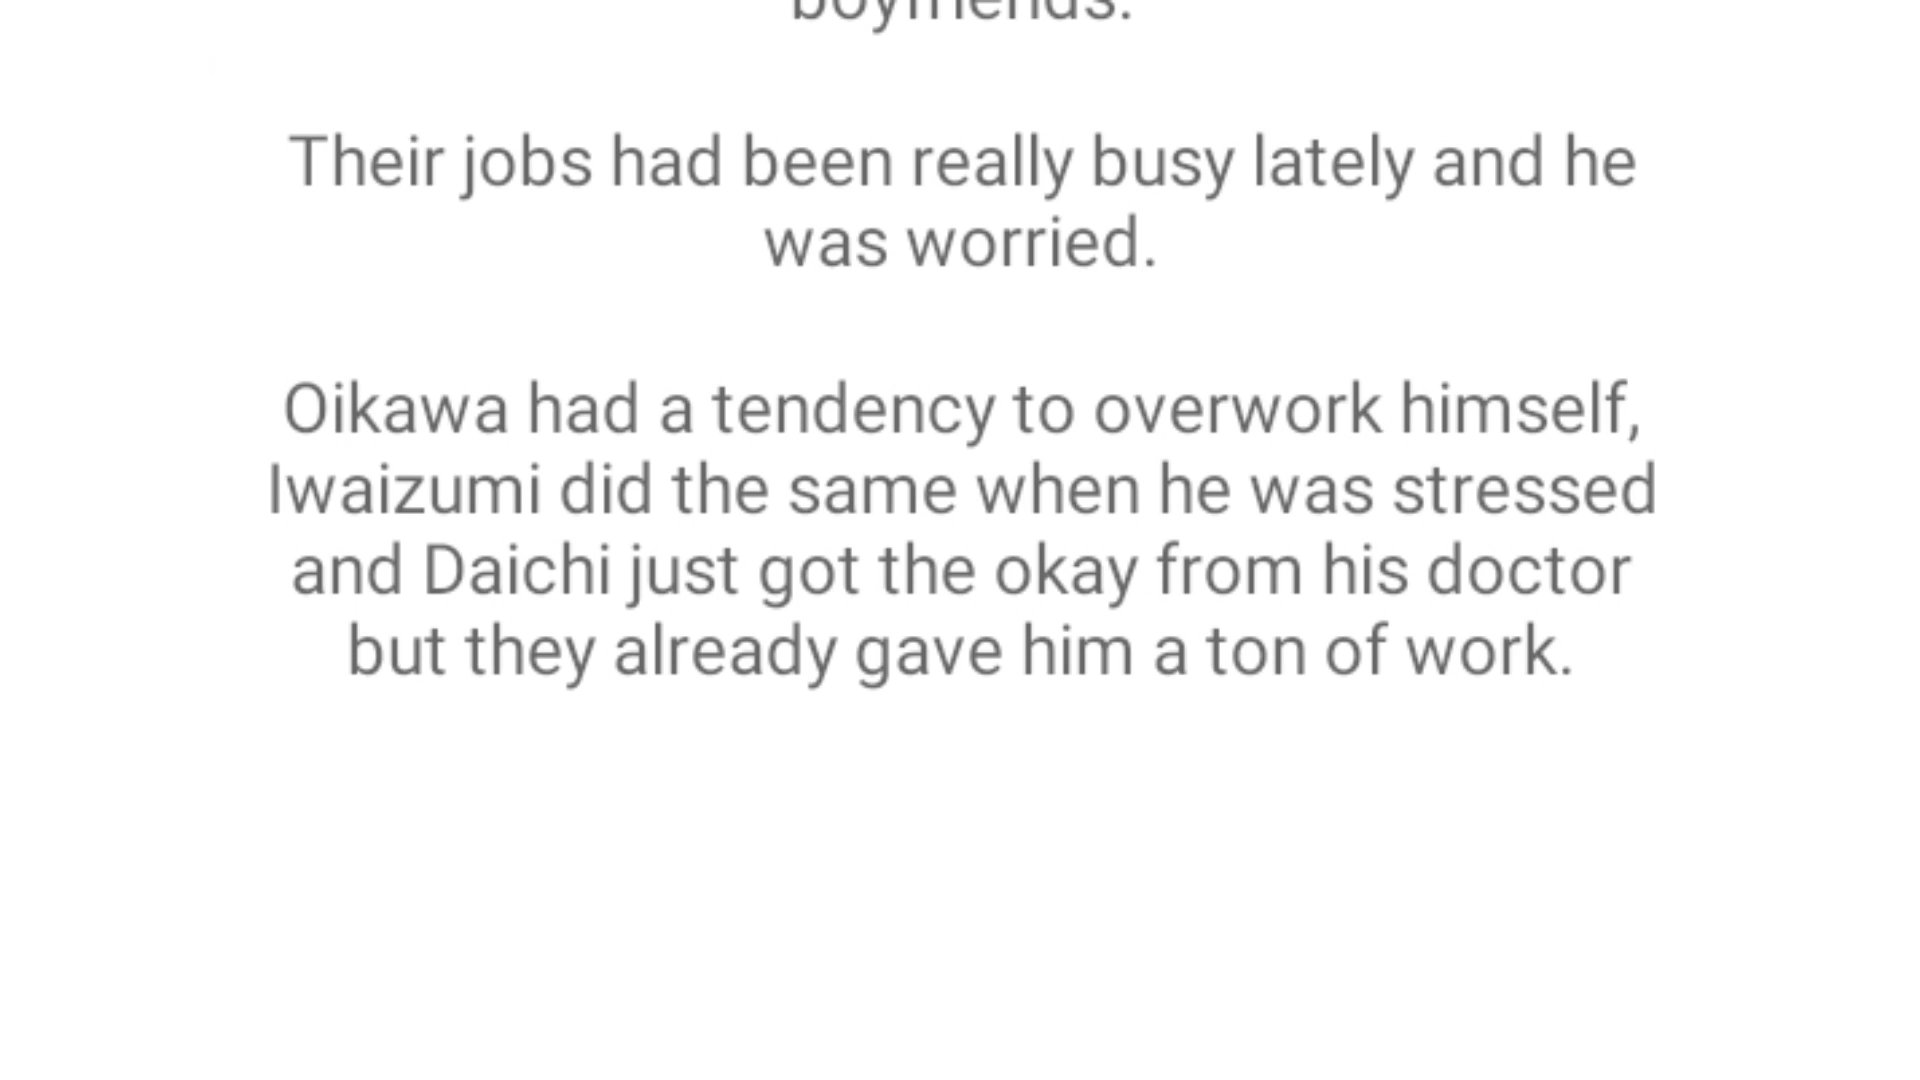 boyfriends.
Their jobs had been really busy lately and he
was worried.
Oikawa had a tendency to overwork himself,
Iwaizumi did the same when he was stressed
and Daichi just got the okay from his doctor
but they already gave him a ton of work.